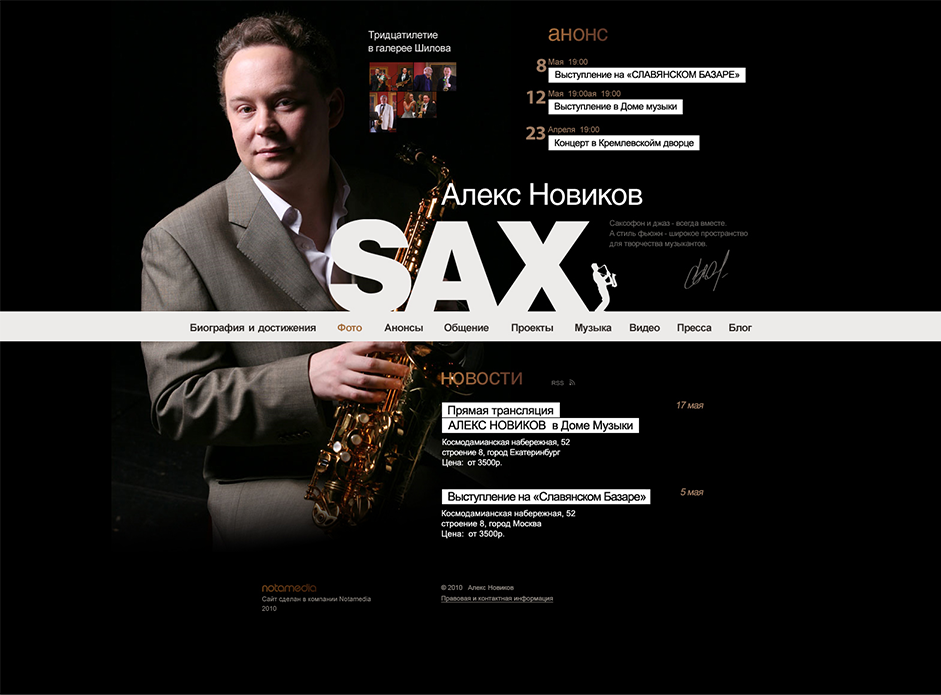 Тридцатилетие
в галерее Шилова
анонс
8 Мая 19:00
Выступление на «СЛАВЯНСКОМ БАЗАРЕ»
12 Мая 19:00ая 19:00
Выступление в Доме музыки
23 Апреля 19:00
Концерт в Кремлевскойм дворце
Алекс Новиков
SAX
Саксофон и джаз - всегда вместе.
А стиль фьюжн - широкое пространство
для творчества музыкантов.
Биография и достижения Фото Анонсы Общение Проекты Музыка Видео Пресса Блог
новости RSS
Прямая трансляция 17 мая
АЛЕКС НОВИКОВ в Доме Музыки
Космодамианская набережная, 52
строение 8, город Екатеринбург
Цена: от 3500р.
Выступление на «Славянском Базаре» 5 мая
Космодамианская набережная, 52
строение 8, город Москва
Цена: от 3500р.
notamedia
Сайт сделан в компании Notamedia
2010
© 2010 Алекс Новиков
Правовая и контактная информация